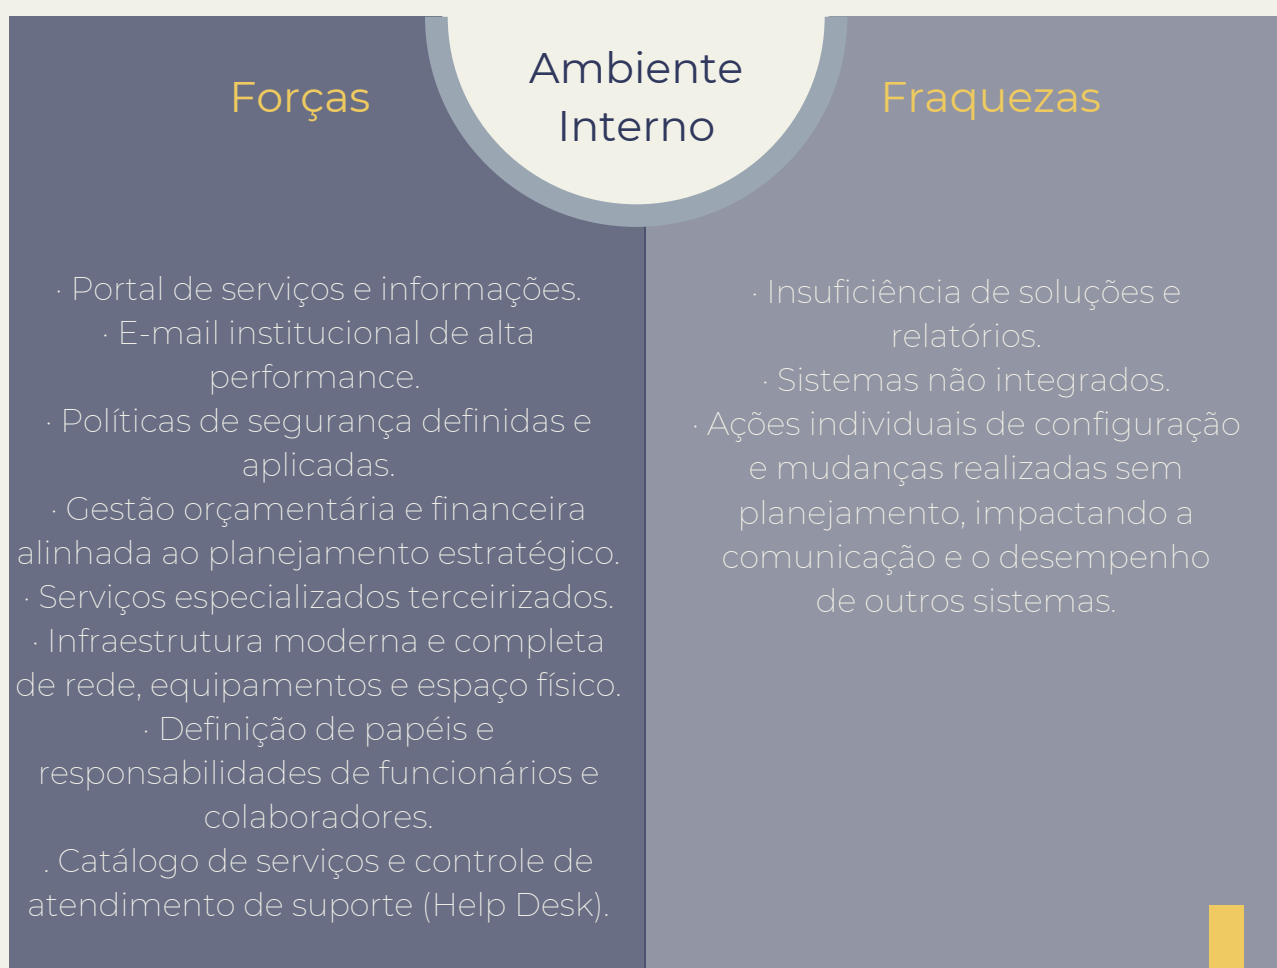 Ambiente
Interno
Forças
· Portal de serviços e informações.
· E-mail institucional de alta
performance.
· Políticas de segurança definidas e
aplicadas.
· Gestão orçamentária e financeira
alinhada ao planejamento estratégico.
· Serviços especializados terceirizados.
· Infraestrutura moderna e completa
de rede, equipamentos e espaço físico.
· Definição de papéis e
responsabilidades de funcionários e
colaboradores.
. Catálogo de serviços e controle de
atendimento de suporte (Help Desk).
Fraquezas
· Insuficiência de soluções e
relatórios.
· Sistemas não integrados.
· Ações individuais de configuração
e mudanças realizadas sem
planejamento, impactando a
comunicação e o desempenho
de outros sistemas.